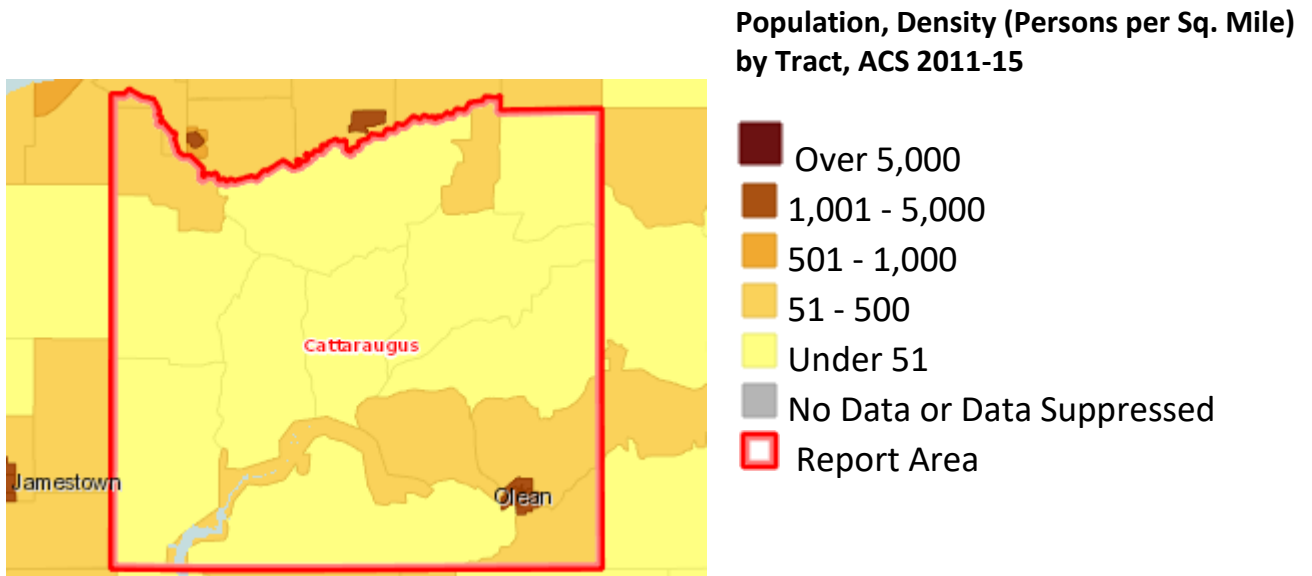 Population, Density (Persons per Sq. Mile)
by Tract, ACS 2011-15
Over 5,000
1,001 - 5,000
501 - 1,000
51 - 500
Under 51
No Data or Data Suppressed
Report Area
Cattaraugus
Jamestown
Olean